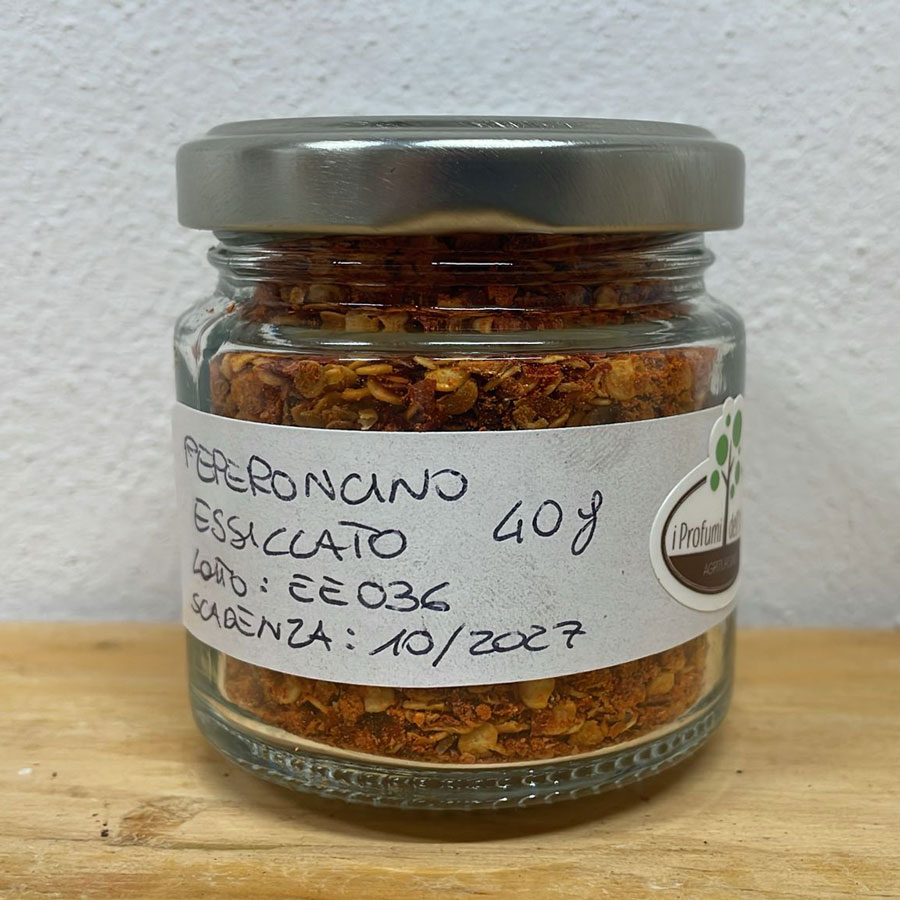 PEPERONCINO
ESSICCATO 40g
LOTTO: EE036
SCADENZA: 10/2027
i Profumi